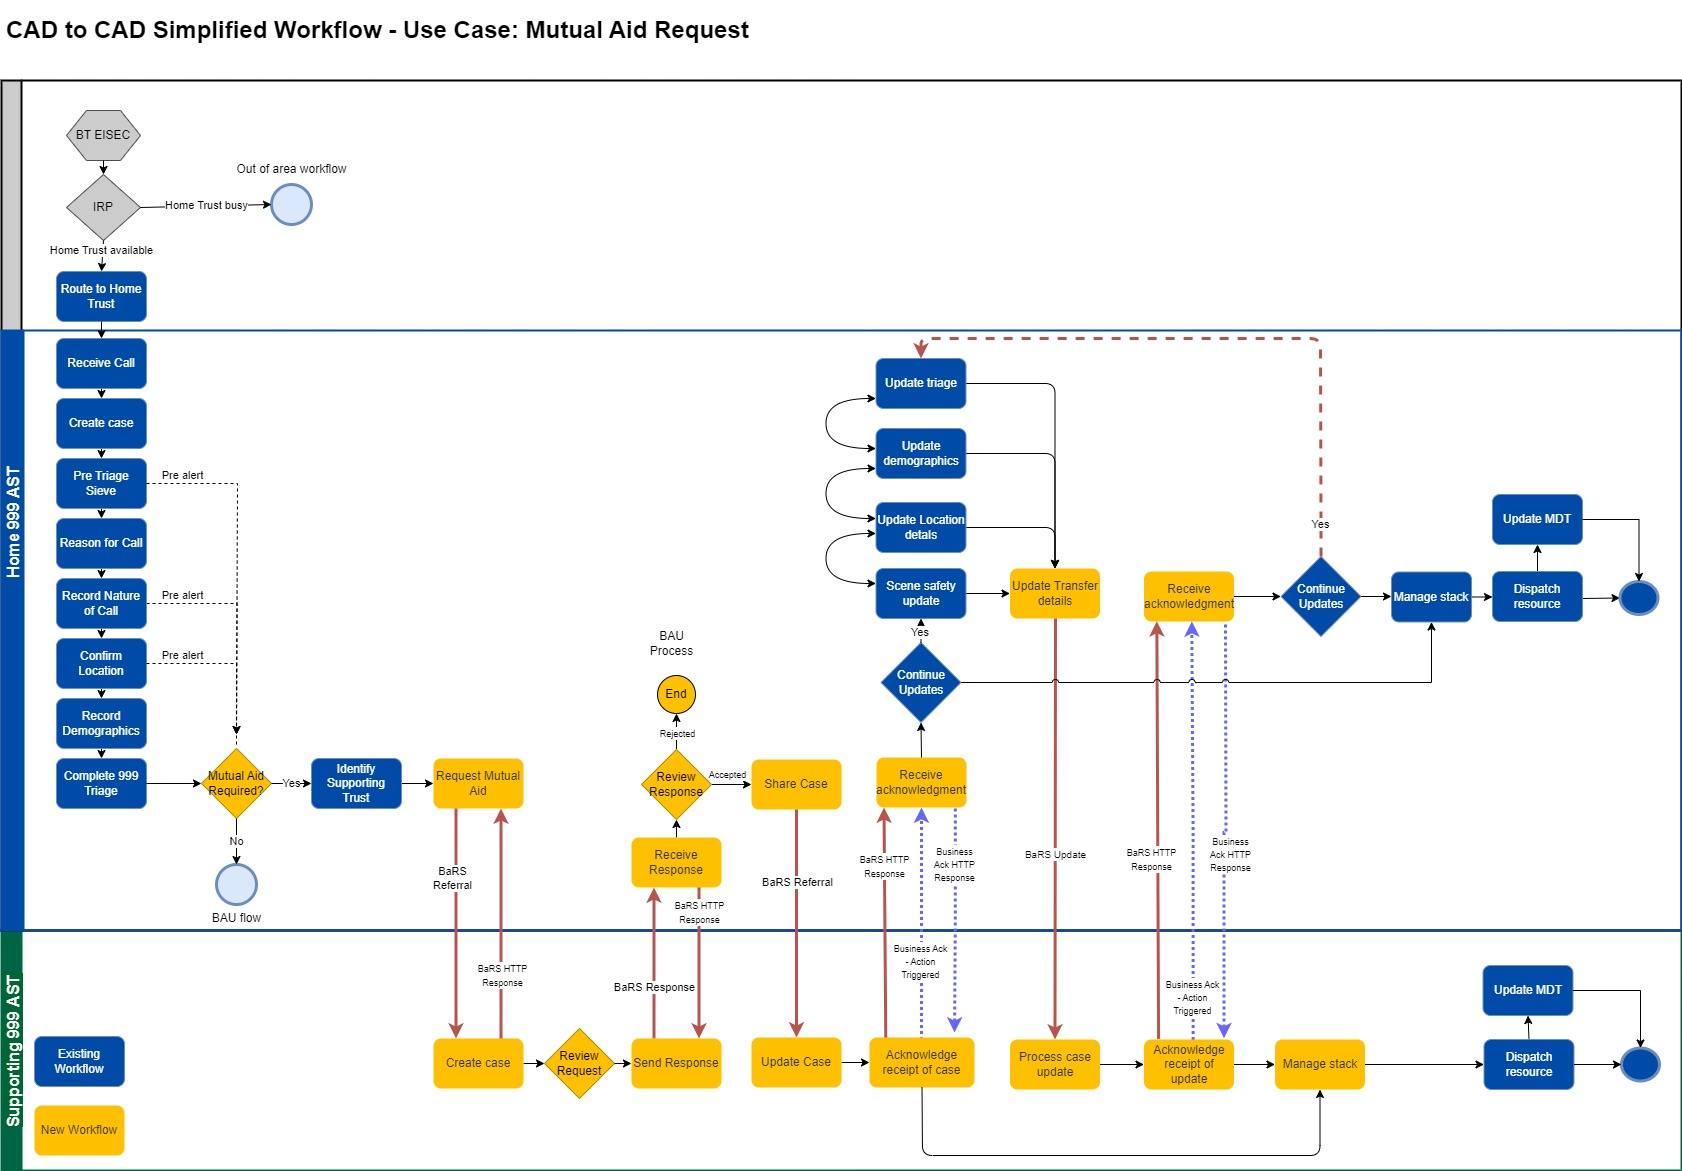 CAD to CAD Simplified Workflow - Use Case: Mutual Aid Request
BT EISEC
Out of area workflow
IRP
Home Trust busy
Home Trust available
Route to Home
Trust
Home 999 AST
Receive Call
Create case
Pre Triage
Sieve
Pre alert
Reason for Call
Record Nature
of Call
Pre alert
Confirm
Location
Pre alert
Record
Demographics
Complete 999
Triage
Mutual Aid
Required?
Yes
No
BAU flow
Identify
Supporting
Trust
Request Mutual
Aid
BaRS
Referral
BaRS HTTP
Response
BAU
Process
End
Rejected
Review
Response
Accepted
Share Case
Receive
Response
BaRS HTTP
Response
BaRS Response
BaRS Referral
Update triage
Update
demographics
Update Location
detals
Scene safety
update
Yes
Continue
Updates
Receive
acknowledgment
BaRS HTTP
Response
Business
Ack HTTP
Response
Business Ack
- Action
Triggered
Update Transfer
details
BaRS Update
Receive
acknowledgment
BaRS HTTP
Response
Business
Ack HTTP
Response
Business Ack
- Action
Triggered
Yes
Continue
Updates
Manage stack
Update MDT
Dispatch
resource
Supporting 999 AST
Existing
Workflow
New Workflow
Create case
Review
Request
Send Response
Update Case
Acknowledge
receipt of case
Process case
update
Acknowledge
receipt of
update
Manage stack
Update MDT
Dispatch
resource